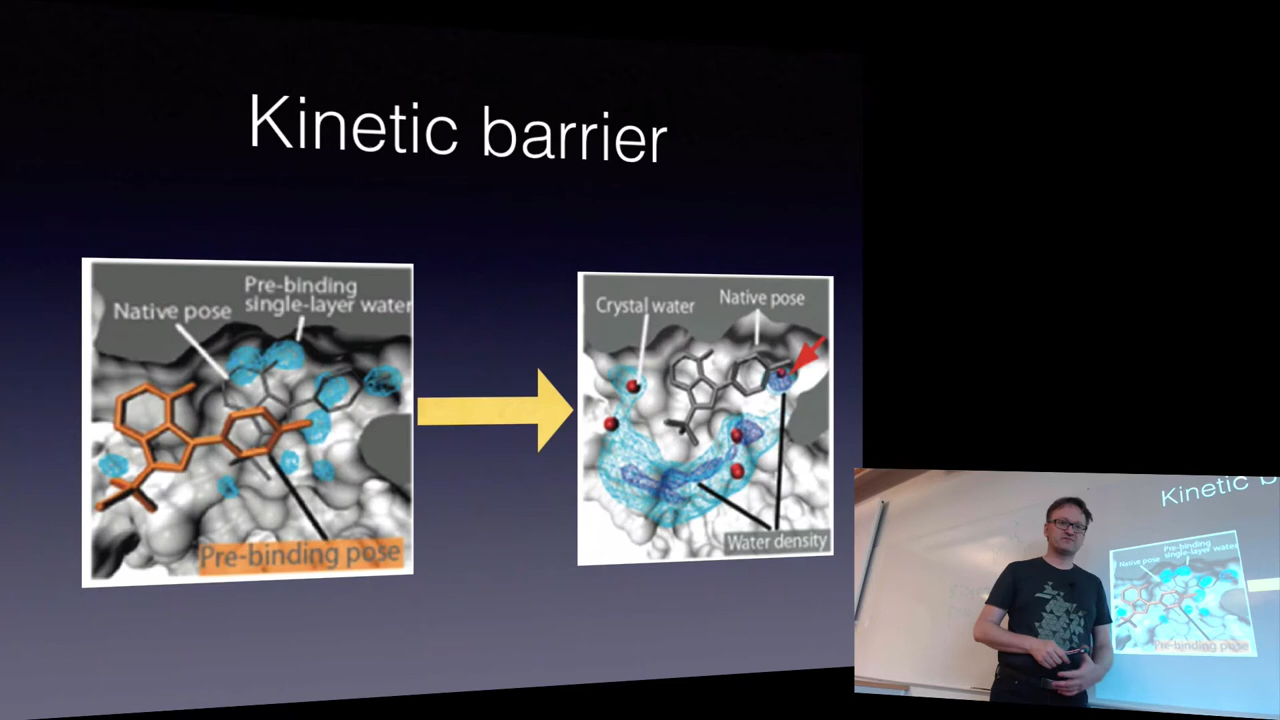 Kinetic barrier
Pre-binding
single-layer water
Native pose
Pre-binding pose
Crystal water
Native pose
Water density
Kinetic b
Pre-binding
single-layer water
Native pose
Pre-binding pose